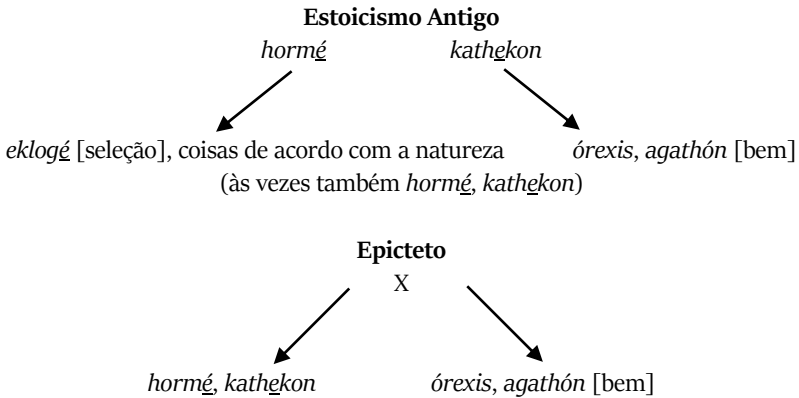 Estoicismo Antigo
hormé kathekon
eklogé [seleção], coisas de acordo com a natureza órexis, agathón [bem]
(às vezes também hormé, kathekon)
Epicteto
X
hormé, kathekon órexis, agathón [bem]